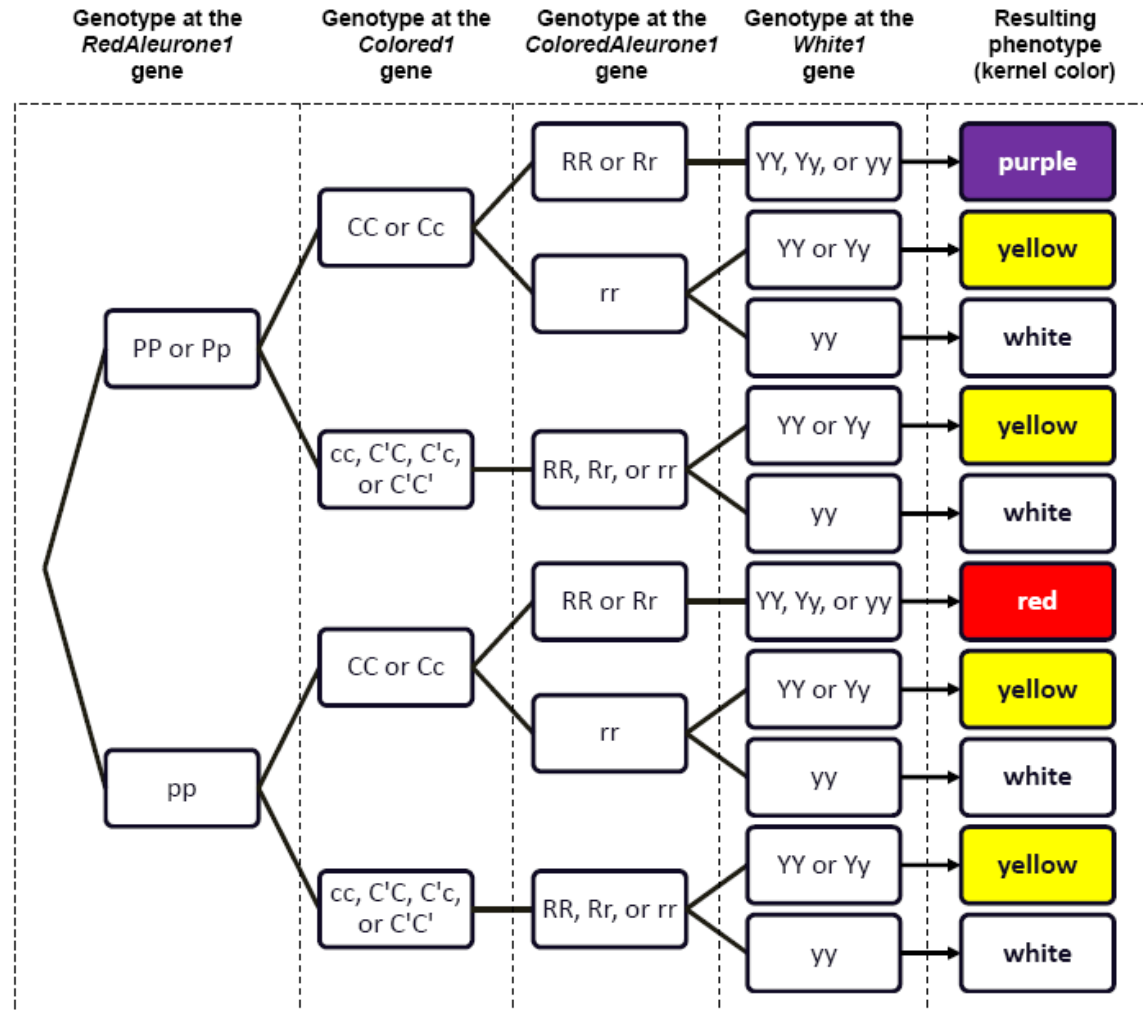 Genotype at the
RedAleurone1
gene
Genotype at the
Colored1
gene
Genotype at the
ColoredAleurone1
gene
Genotype at the
White1
gene
Resulting
phenotype
(kernel color)
RR or Rr
YY, Yy, or yy
purple
CC or Cc
YY or Yy
yellow
rr
yy
white
PP or Pp
YY or Yy
yellow
cc, C'C, C'c,
or C'C'
RR, Rr, or rr
yy
white
RR or Rr
YY, Yy, or yy
red
CC or Cc
YY or Yy
yellow
rr
yy
white
pp
YY or Yy
yellow
cc, C'C, C'c,
or C'C'
RR, Rr, or rr
yy
white